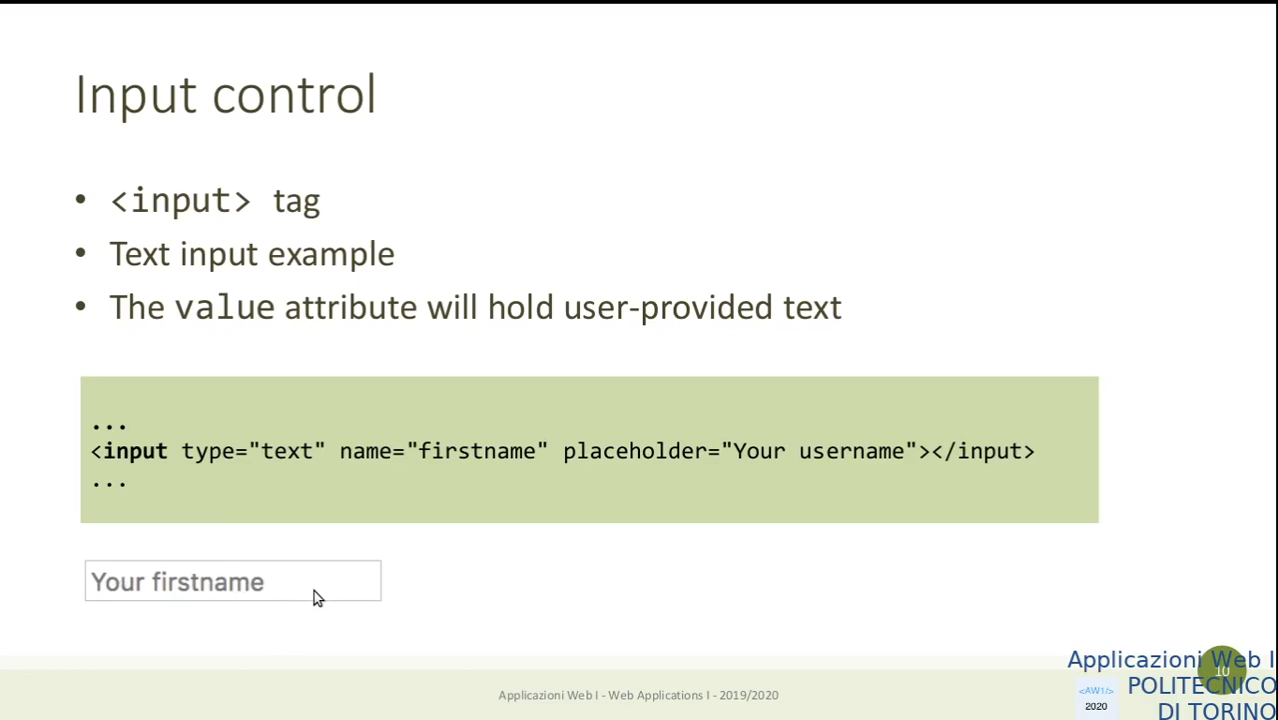 Input control
• <input> tag
• Text input example
• The value attribute will hold user-provided text
...
<input type="text" name="firstname" placeholder="Your username"></input>
...
Your firstname
Applicazioni Web I - Web Applications I - 2019/2020
10
Applicazioni Web I
POLITECNICO
DI TORINO
<AW1/>
2020